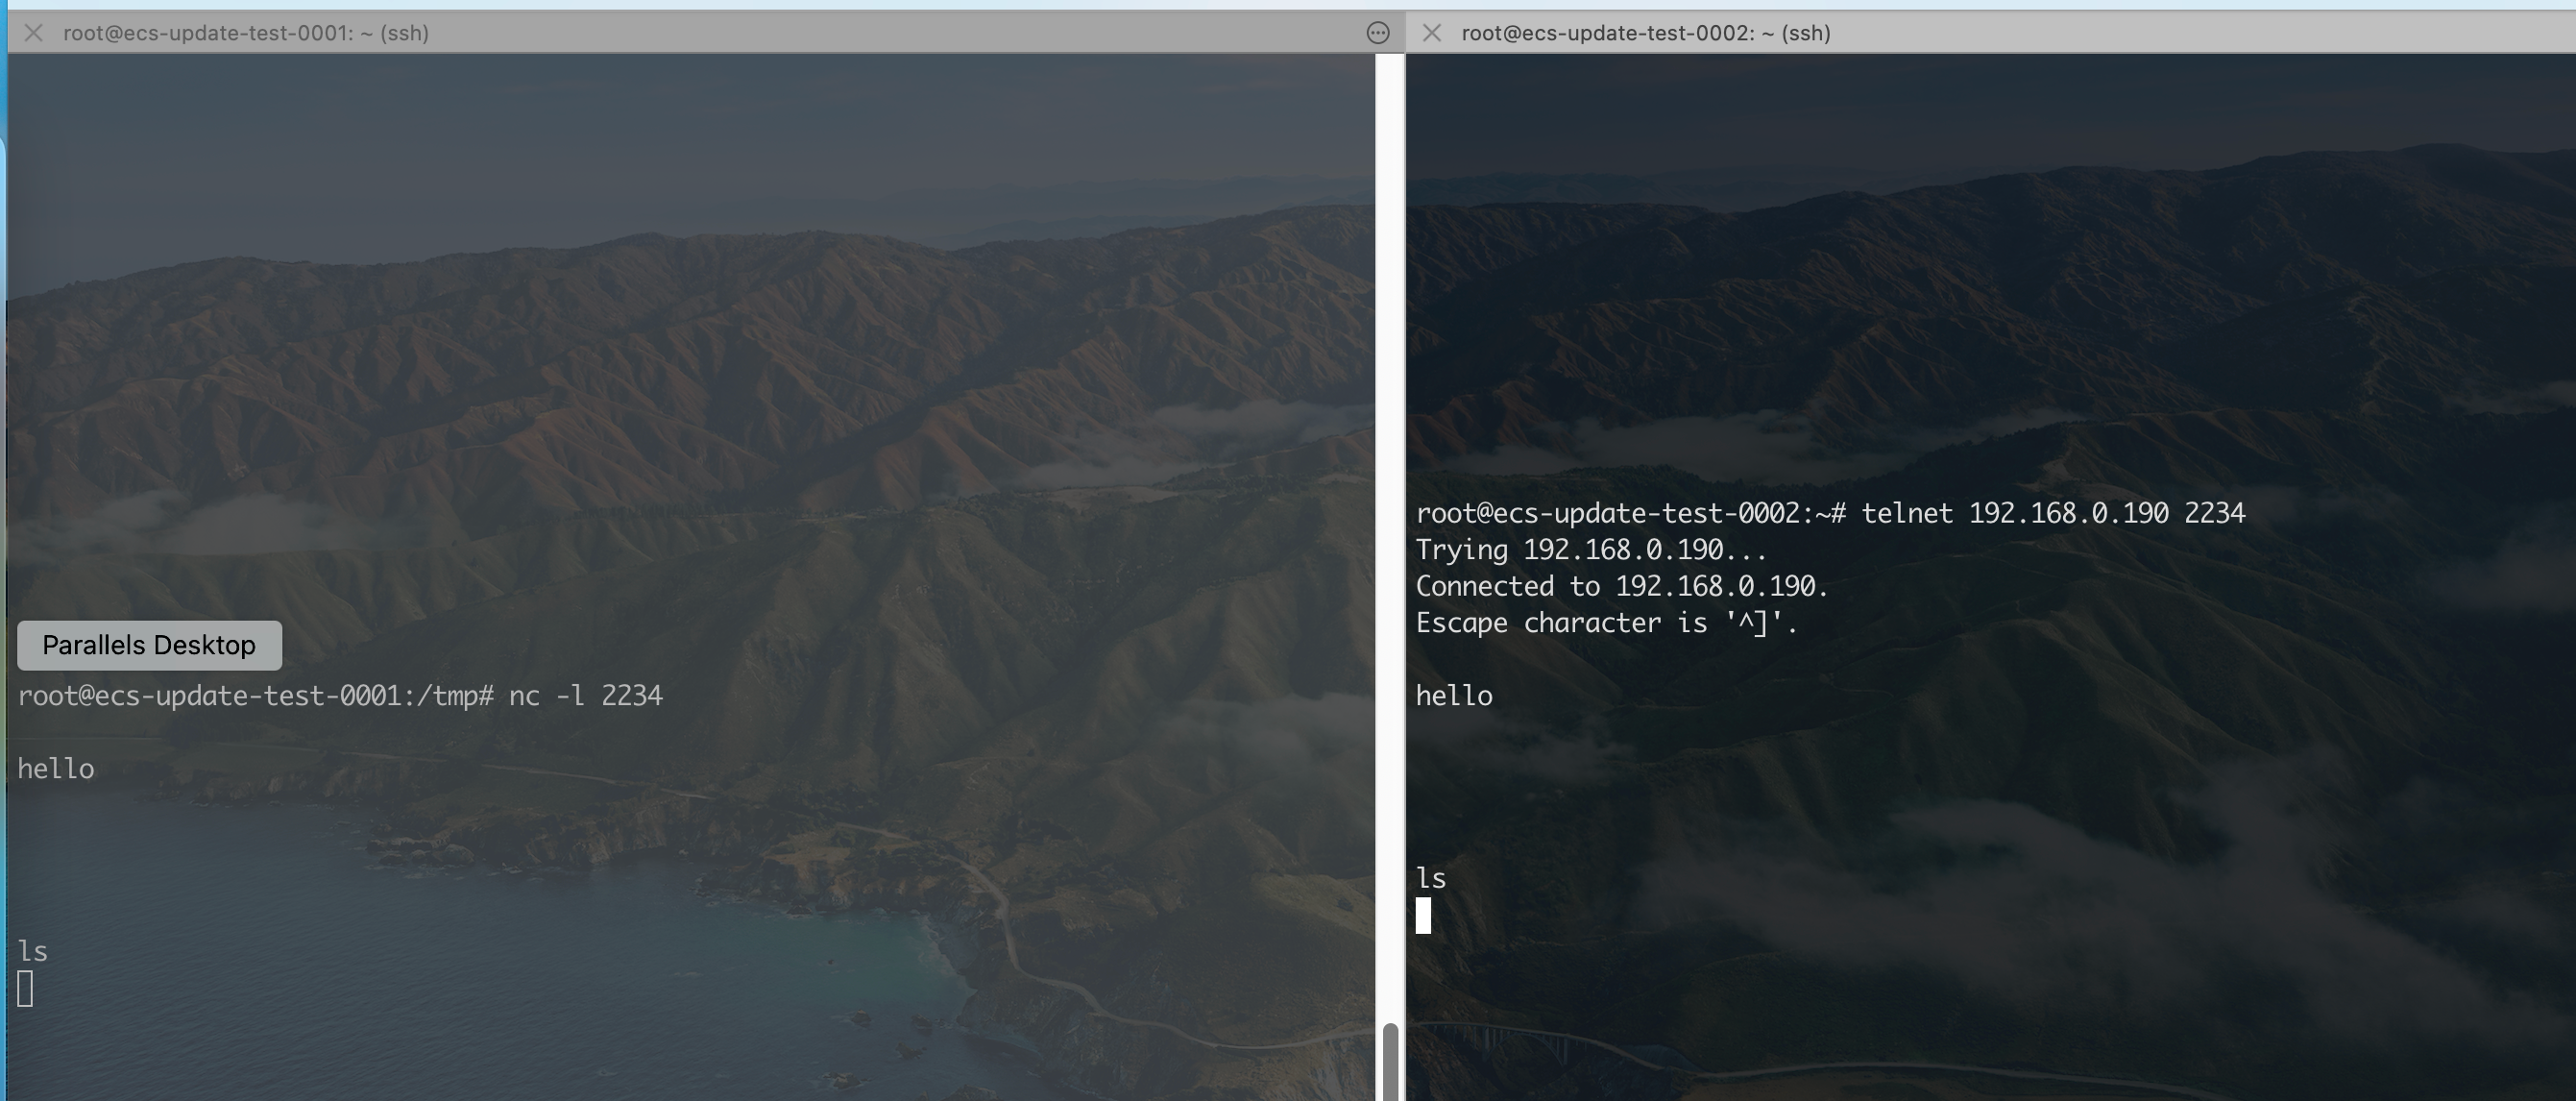 root@ecs-update-test-0001: ~ (ssh)
Parallels Desktop
root@ecs-update-test-0001:/tmp# nc -l 2234
hello
ls
root@ecs-update-test-0002: ~ (ssh)
root@ecs-update-test-0002:~# telnet 192.168.0.190 2234
Trying 192.168.0.190...
Connected to 192.168.0.190.
Escape character is '^]'.
hello
ls